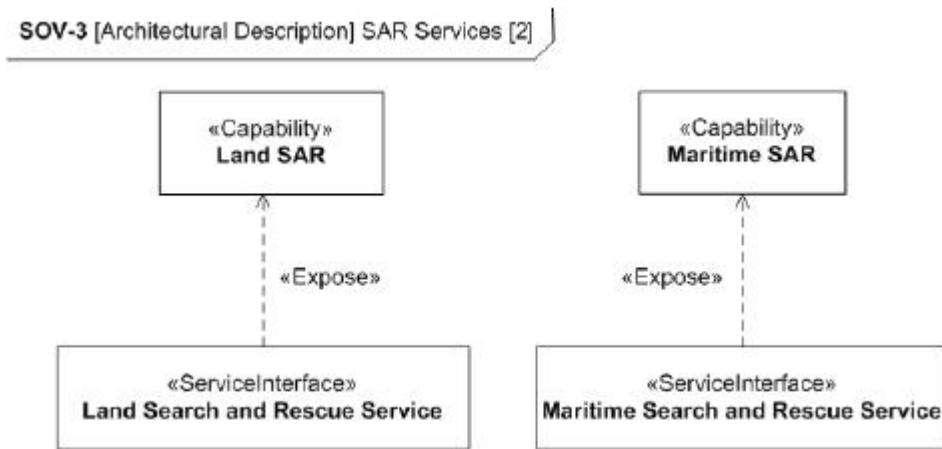 SOV-3 [Architectural Description] SAR Services [2]
«Capability»
Land SAR
«Capability»
Maritime SAR
«Expose»
«Expose»
«ServiceInterface»
Land Search and Rescue Service
«ServiceInterface»
Maritime Search and Rescue Service